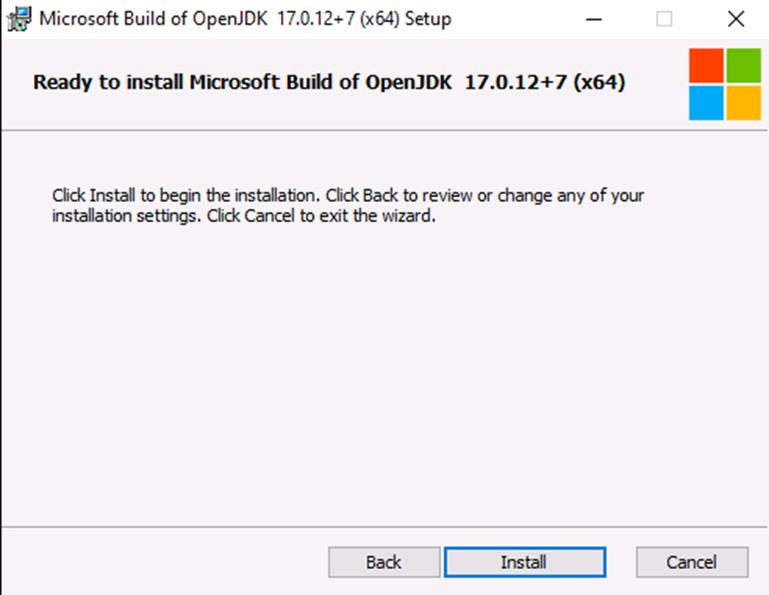 Microsoft Build of OpenJDK 17.0.12+7 (x64) Setup
Ready to install Microsoft Build of OpenJDK 17.0.12+7 (x64)
Click Install to begin the installation. Click Back to review or change any of your
installation settings. Click Cancel to exit the wizard.
Back Install Cancel